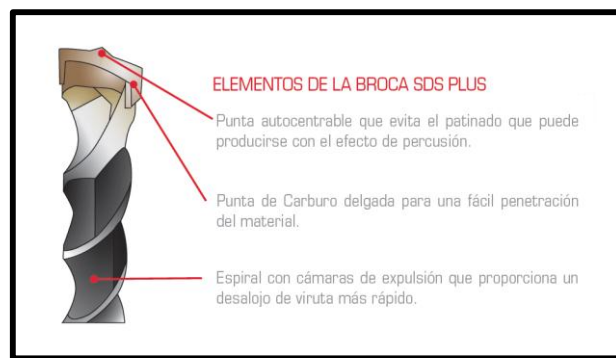 ELEMENTOS DE LA BROCA SDS PLUS
Punta autocentrable que evita el patinado que puede
producirse con el efecto de percusión.
Punta de Carburo delgada para una fácil penetración
del material.
Espiral con cámaras de expulsión que proporciona un
desalojo de viruta más rápido.